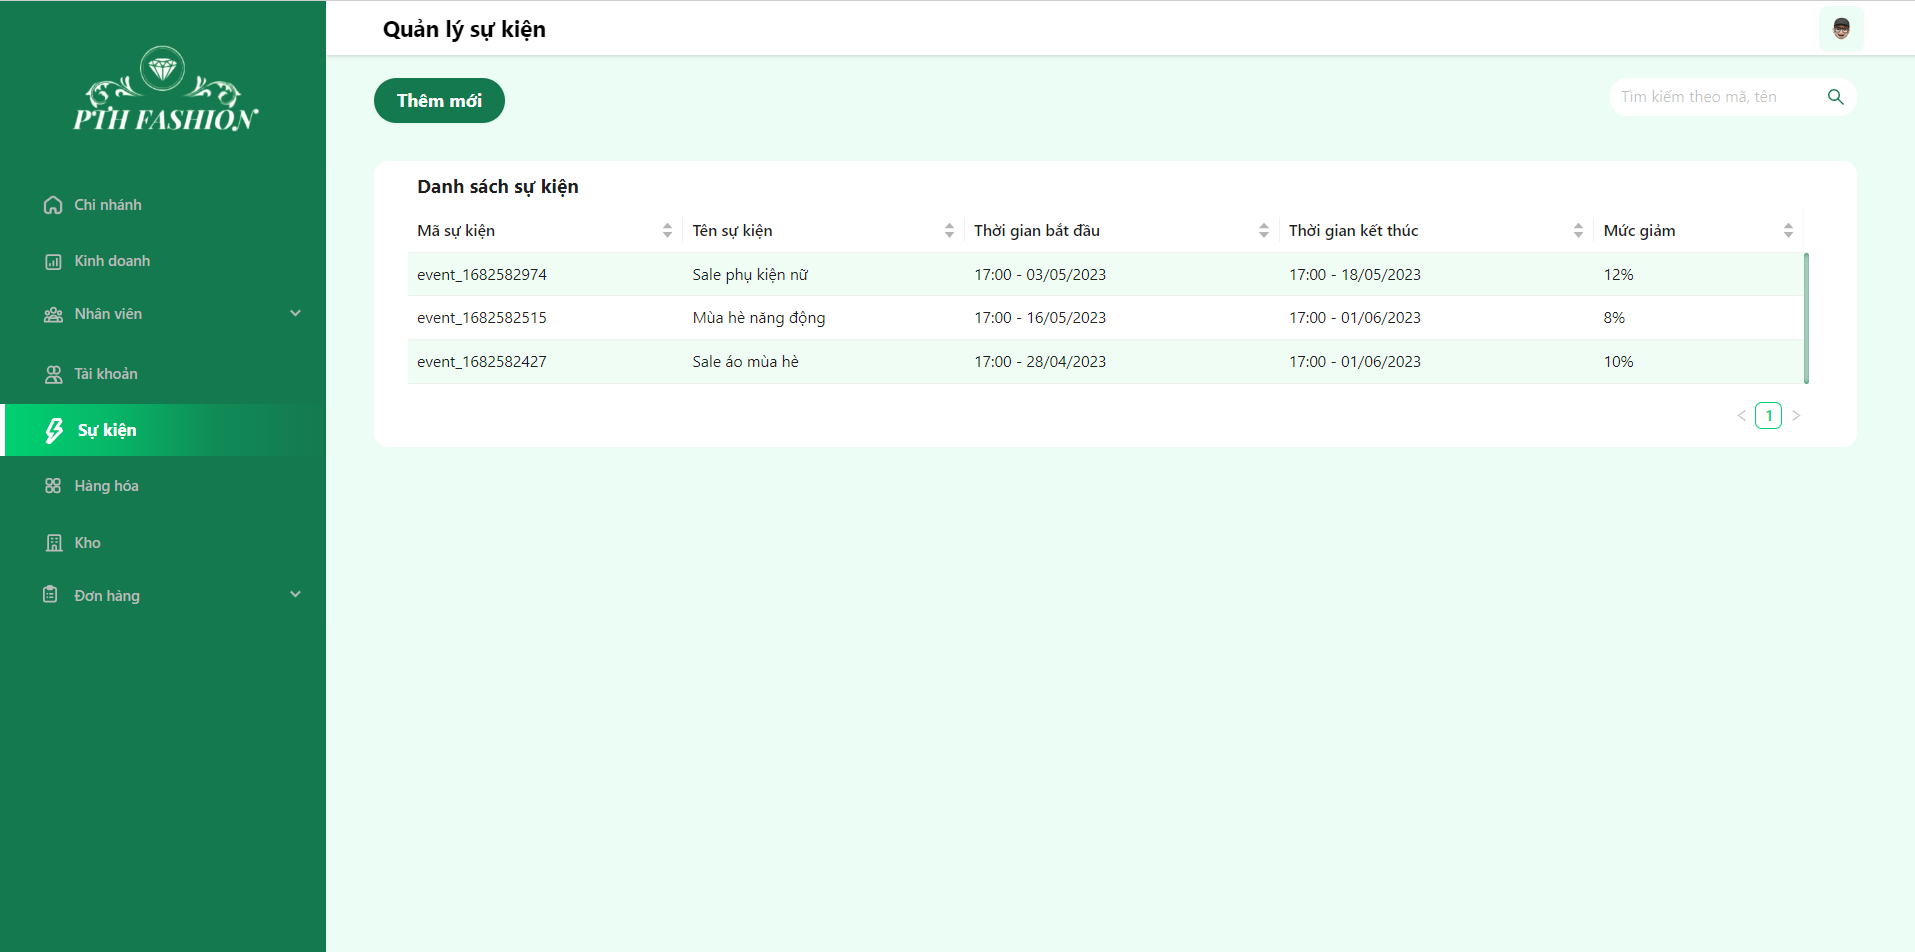 PTH FASHION
Chi nhánh
Kinh doanh
Nhân viên
Tài khoản
Sự kiện
Hàng hóa
Kho
Đơn hàng
Quản lý sự kiện
Thêm mới
Tìm kiếm theo mã, tên
Danh sách sự kiện
Mã sự kiện Tên sự kiện Thời gian bắt đầu Thời gian kết thúc Mức giảm
event_1682582974 Sale phụ kiện nữ 17:00 - 03/05/2023 17:00 - 18/05/2023 12%
event_1682582515 Mùa hè năng động 17:00 - 16/05/2023 17:00 - 01/06/2023 8%
event_1682582427 Sale áo mùa hè 17:00 - 28/04/2023 17:00 - 01/06/2023 10%
< 1 >